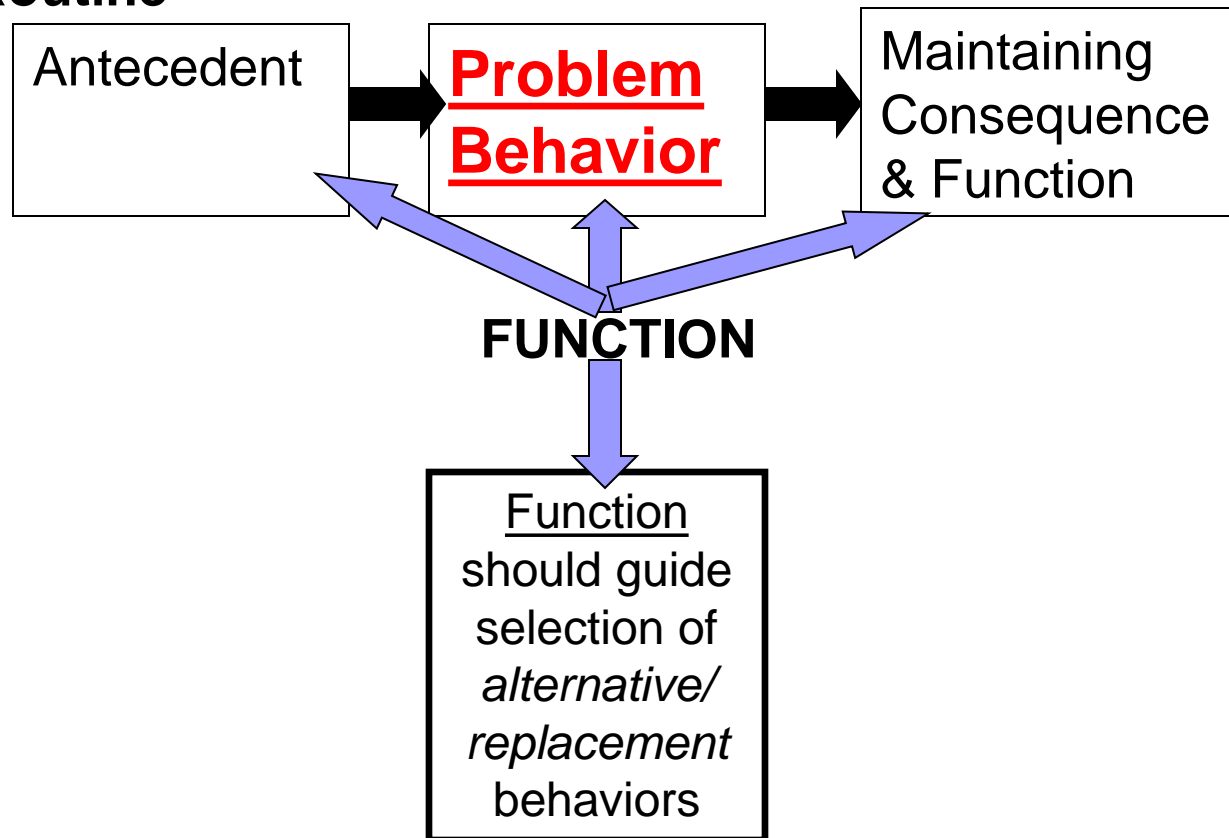 Antecedent
Problem
Behavior
Maintaining
Consequence
& Function
FUNCTION
Function
should guide
selection of
alternative/
replacement
behaviors